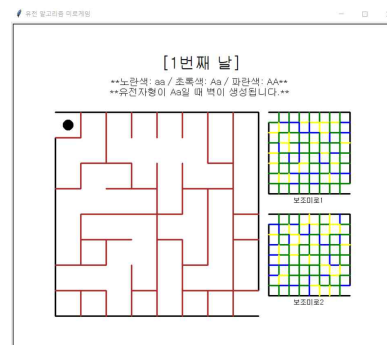 유전 알고리즘 미로게임
[1번째 날]
**노란색: aa / 초록색: Aa / 파란색: AA**
**유전자형이 Aa일 때 벽이 생성됩니다.**
보조미로1
보조미로2